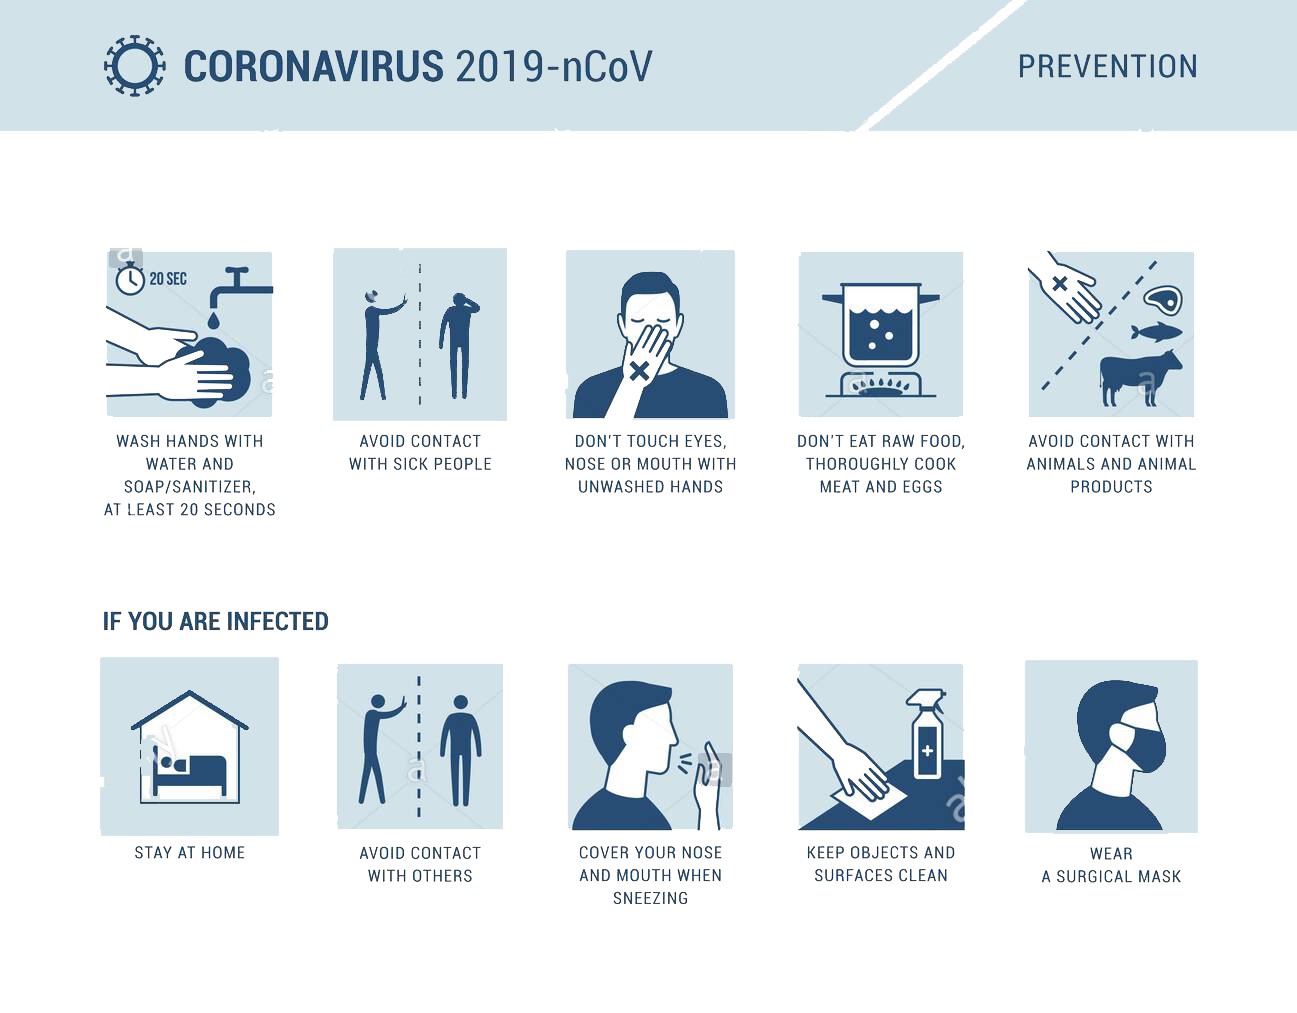 CORONAVIRUS 2019-nCoV
PREVENTION
20 SEC
WASH HANDS WITH
WATER AND
SOAP/SANITIZER,
AT LEAST 20 SECONDS
AVOID CONTACT
WITH SICK PEOPLE
DON'T TOUCH EYES,
NOSE OR MOUTH WITH
UNWASHED HANDS
DON'T EAT RAW FOOD,
THOROUGHLY COOK
MEAT AND EGGS
AVOID CONTACT WITH
ANIMALS AND ANIMAL
PRODUCTS
IF YOU ARE INFECTED
STAY AT HOME
AVOID CONTACT
WITH OTHERS
COVER YOUR NOSE
AND MOUTH WHEN
SNEEZING
KEEP OBJECTS AND
SURFACES CLEAN
WEAR
A SURGICAL MASK